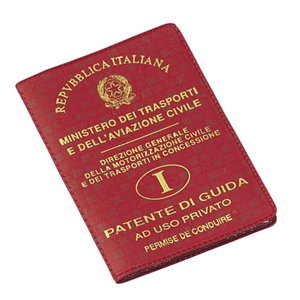 REPVBBLICA ITALIANA
MINISTERO DEI TRASPORTI
E DELL'AVIAZIONE CIVILE
DIREZIONE GENERALE
DELLA MOTORIZZAZIONE CIVILE
E DEI TRASPORTI IN CONCESSIONE
I
PATENTE DI GUIDA
AD USO PRIVATO
PERMISE DE CONDUIRE